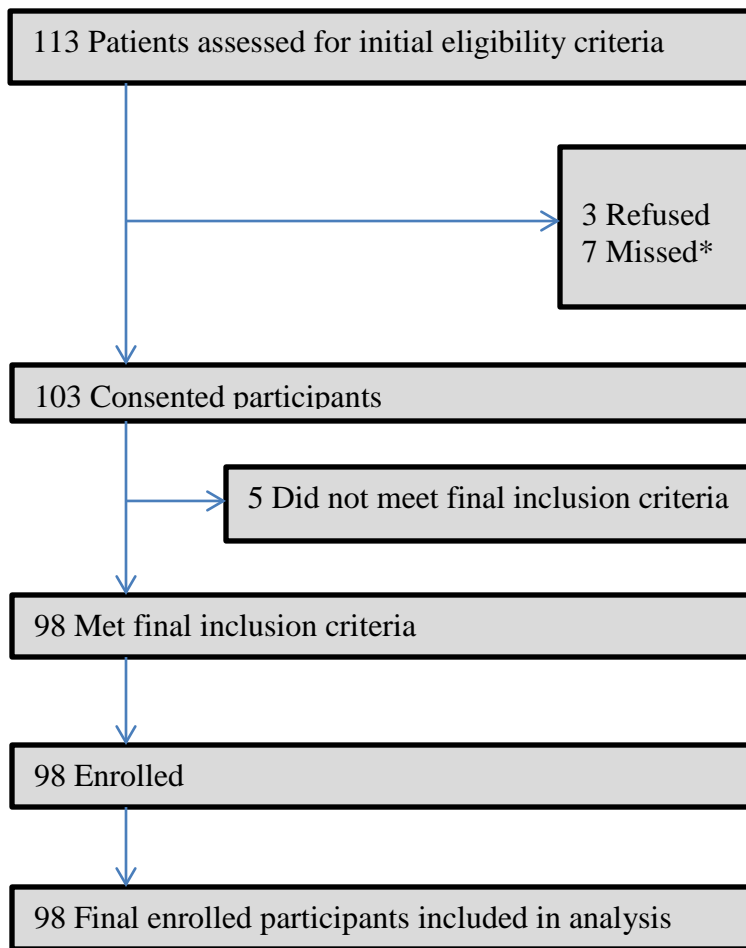 113 Patients assessed for initial eligibility criteria
3 Refused
7 Missed*
103 Consented participants
5 Did not meet final inclusion criteria
98 Met final inclusion criteria
98 Enrolled
98 Final enrolled participants included in analysis